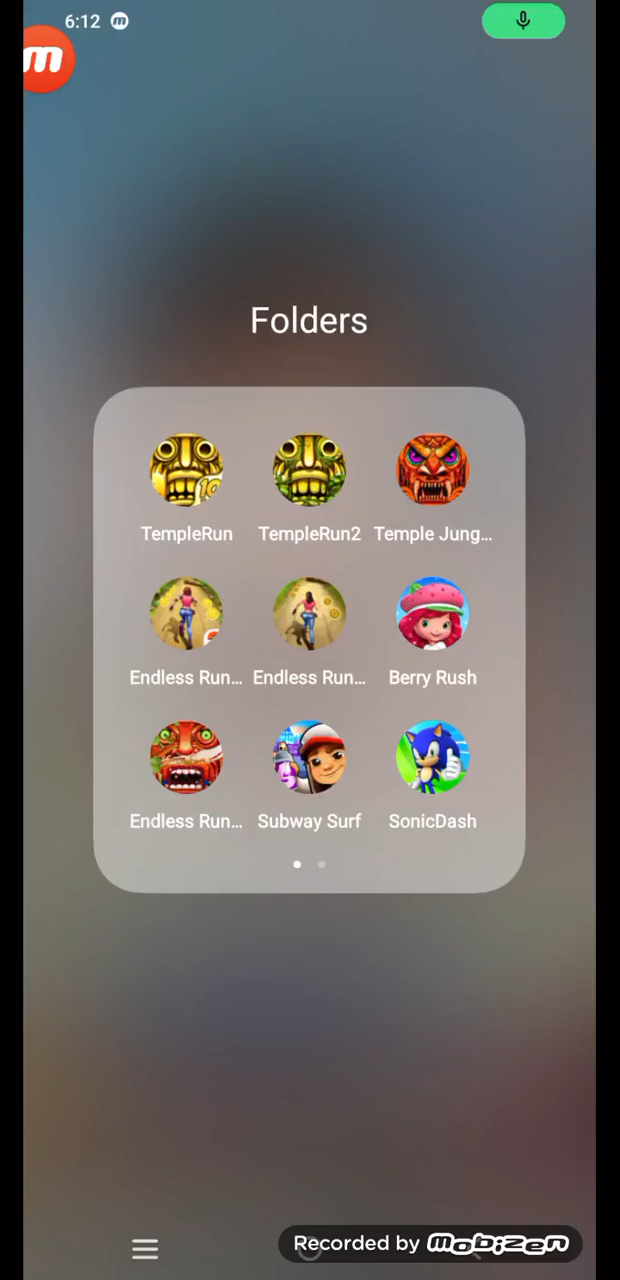 6:12 m
m
Folders
10
TempleRun TempleRun2 Temple Jung...
Endless Run... Endless Run... Berry Rush
Endless Run... Subway Surf SonicDash
Recorded by mobizen